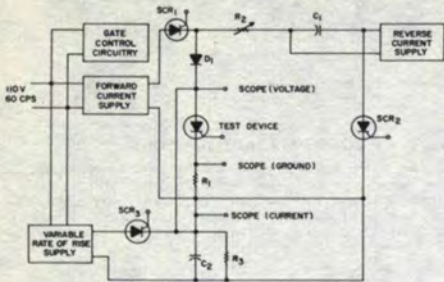 SCR1
R2
C1
GATE
CONTROL
CIRCUITRY
REVERSE
CURRENT
SUPPLY
D1
110V
60 CPS
FORWARD
CURRENT
SUPPLY
SCOPE (VOLTAGE)
TEST DEVICE
SCR2
SCOPE (GROUND)
R1
SCR3
SCOPE (CURRENT)
VARIABLE
RATE OF RISE
SUPPLY
C2
R3